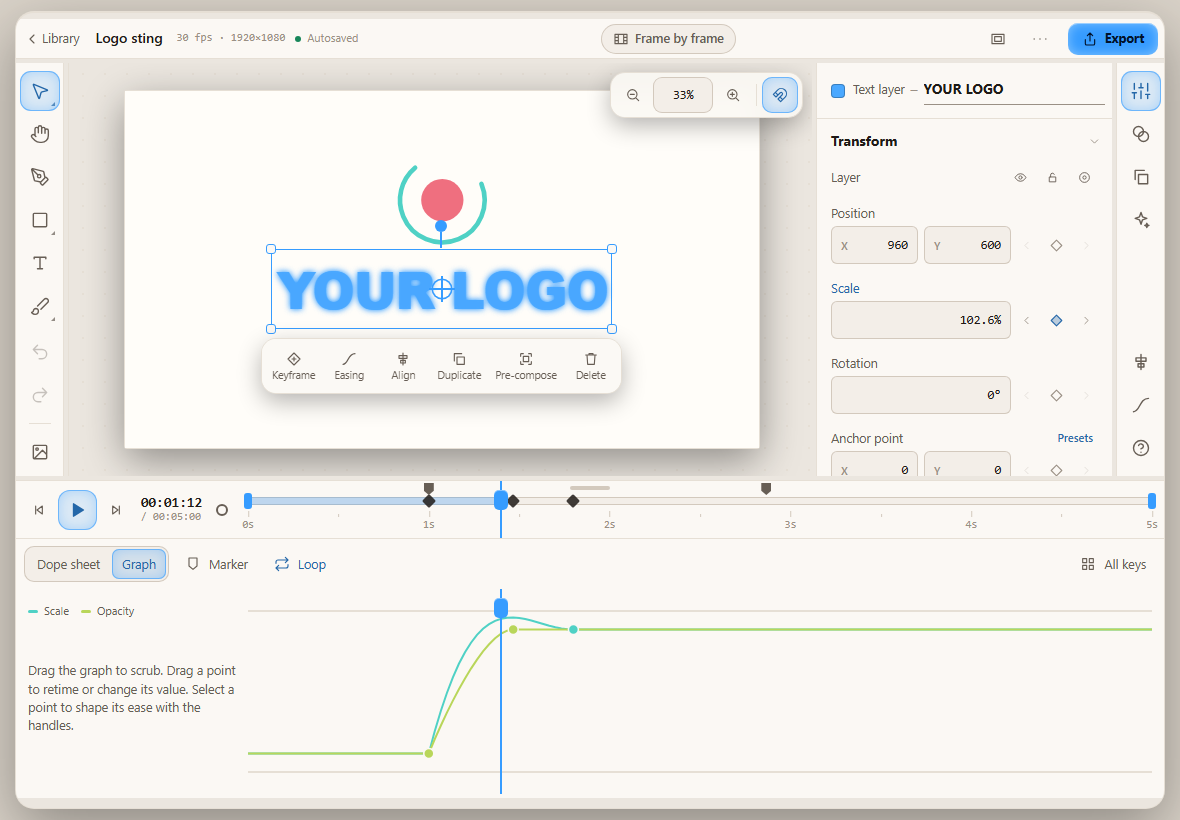 Library
Logo sting
30 fps · 1920×1080
Autosaved
Frame by frame
Export
33%
Text layer – YOUR LOGO
Transform
Layer
Position
X 960
Y 600
Scale
102.6%
Rotation
0°
Anchor point
Presets
X 0
Y 0
YOUR LOGO
Keyframe
Easing
Align
Duplicate
Pre-compose
Delete
00:01:12
/ 00:05:00
0s
1s
2s
3s
4s
5s
Dope sheet
Graph
Marker
Loop
All keys
Scale
Opacity
Drag the graph to scrub. Drag a point
to retime or change its value. Select a
point to shape its ease with the
handles.